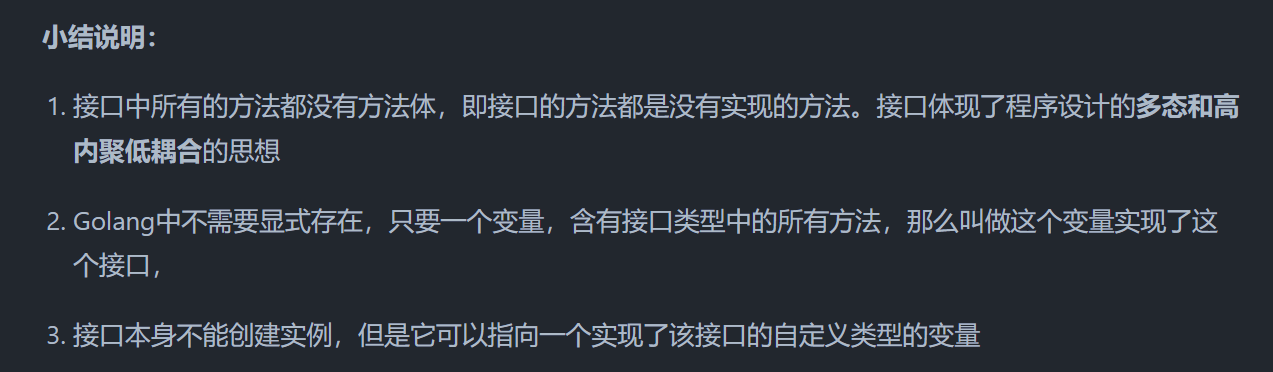 小结说明：
1. 接口中所有的方法都没有方法体，即接口的方法都是没有实现的方法。接口体现了程序设计的多态和高
内聚低耦合的思想
2. Golang中不需要显式存在，只要一个变量，含有接口类型中的所有方法，那么叫做这个变量实现了这
个接口，
3. 接口本身不能创建实例，但是它可以指向一个实现了该接口的自定义类型的变量